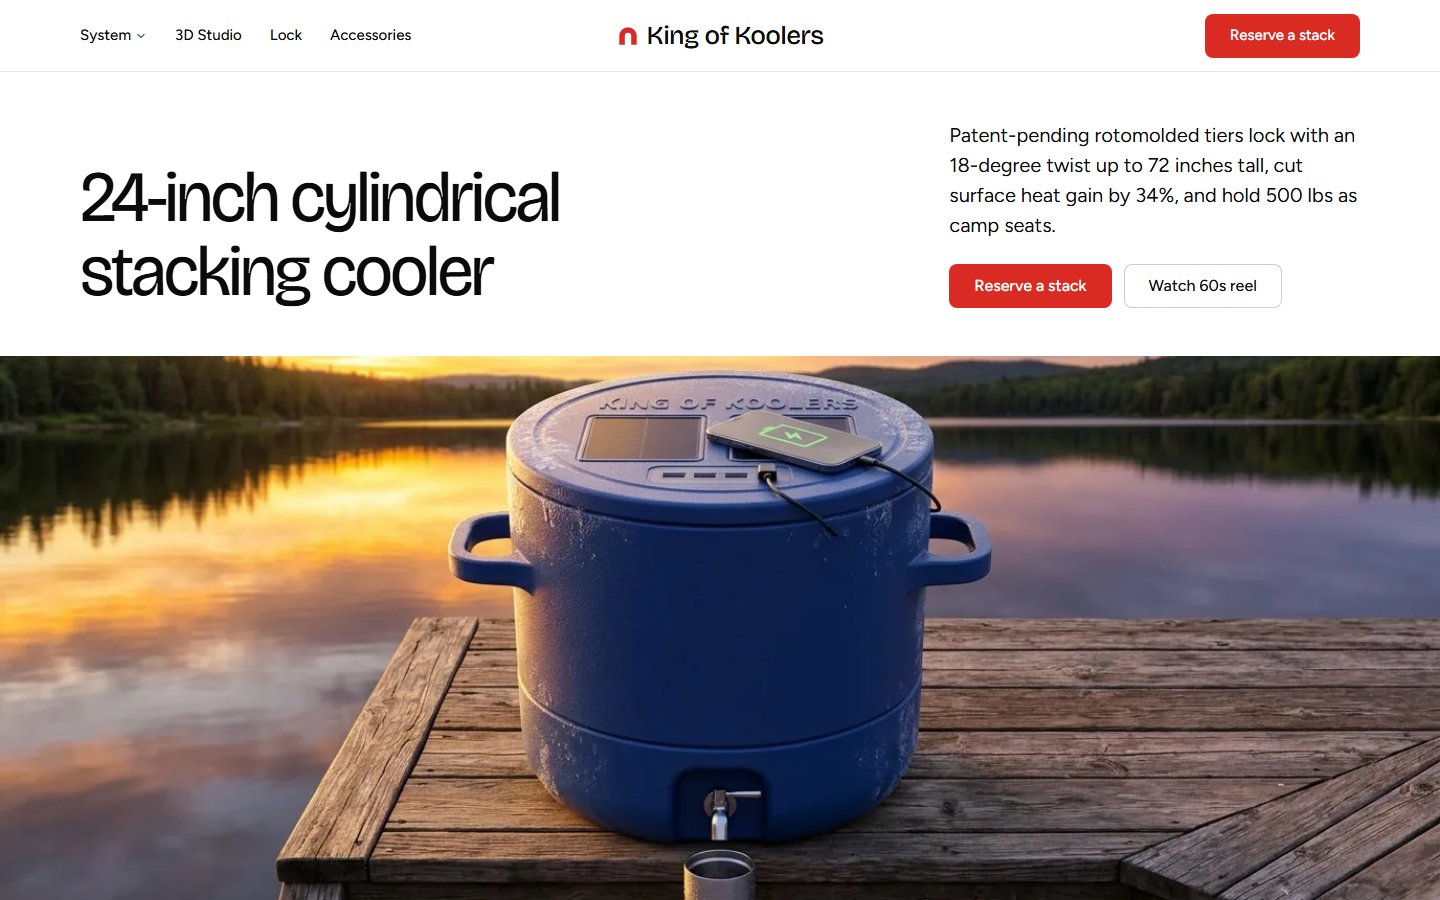 System
3D Studio
Lock
Accessories
King of Koolers
Reserve a stack
24-inch cylindrical
stacking cooler
Patent-pending rotomolded tiers lock with an
18-degree twist up to 72 inches tall, cut
surface heat gain by 34%, and hold 500 lbs as
camp seats.
Reserve a stack
Watch 60s reel
KING OF KOOLERS